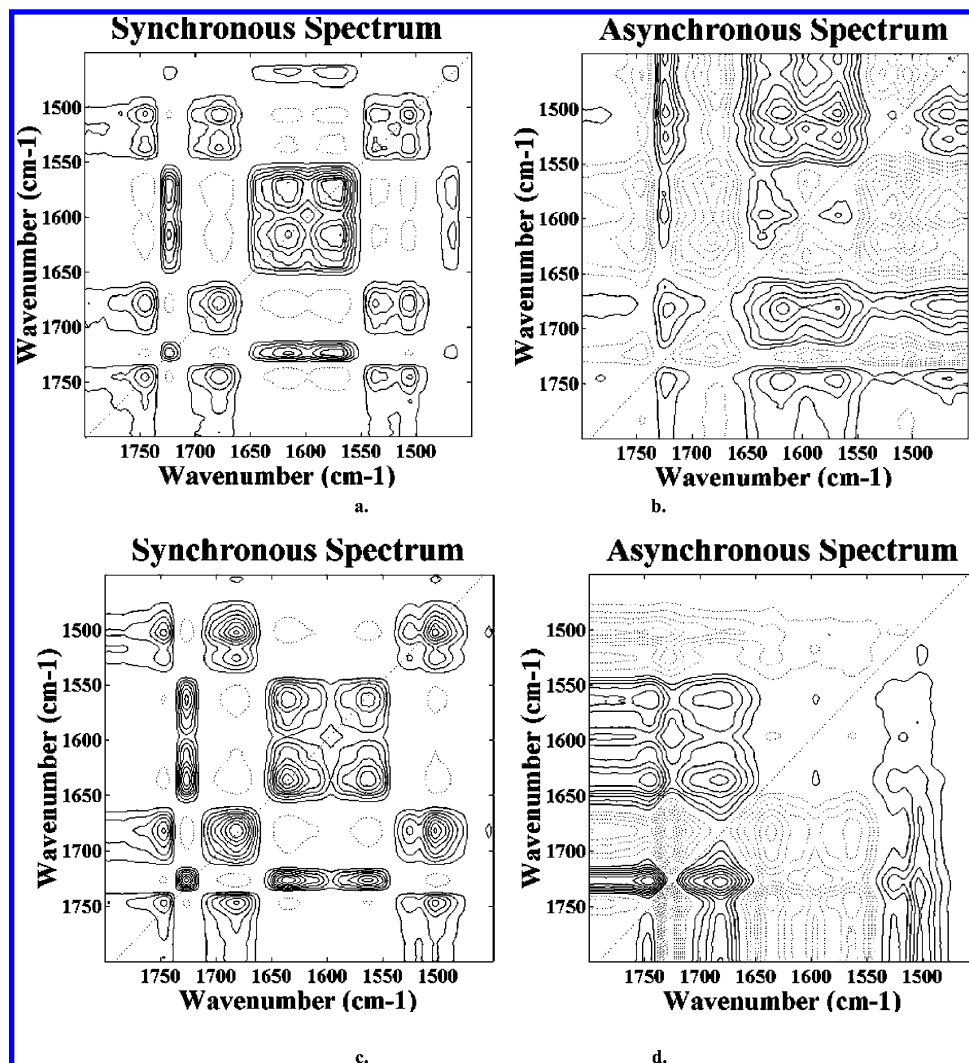 Synchronous Spectrum
Asynchronous Spectrum
Wavenumber (cm-1)
1500
1550
1600
1650
1700
1750
1750 1700 1650 1600 1550 1500
Wavenumber (cm-1)
a.
Wavenumber (cm-1)
1500
1550
1600
1650
1700
1750
1750 1700 1650 1600 1550 1500
Wavenumber (cm-1)
b.
Synchronous Spectrum
Asynchronous Spectrum
Wavenumber (cm-1)
1500
1550
1600
1650
1700
1750
1750 1700 1650 1600 1550 1500
Wavenumber (cm-1)
c.
Wavenumber (cm-1)
1500
1550
1600
1650
1700
1750
1750 1700 1650 1600 1550 1500
Wavenumber (cm-1)
d.